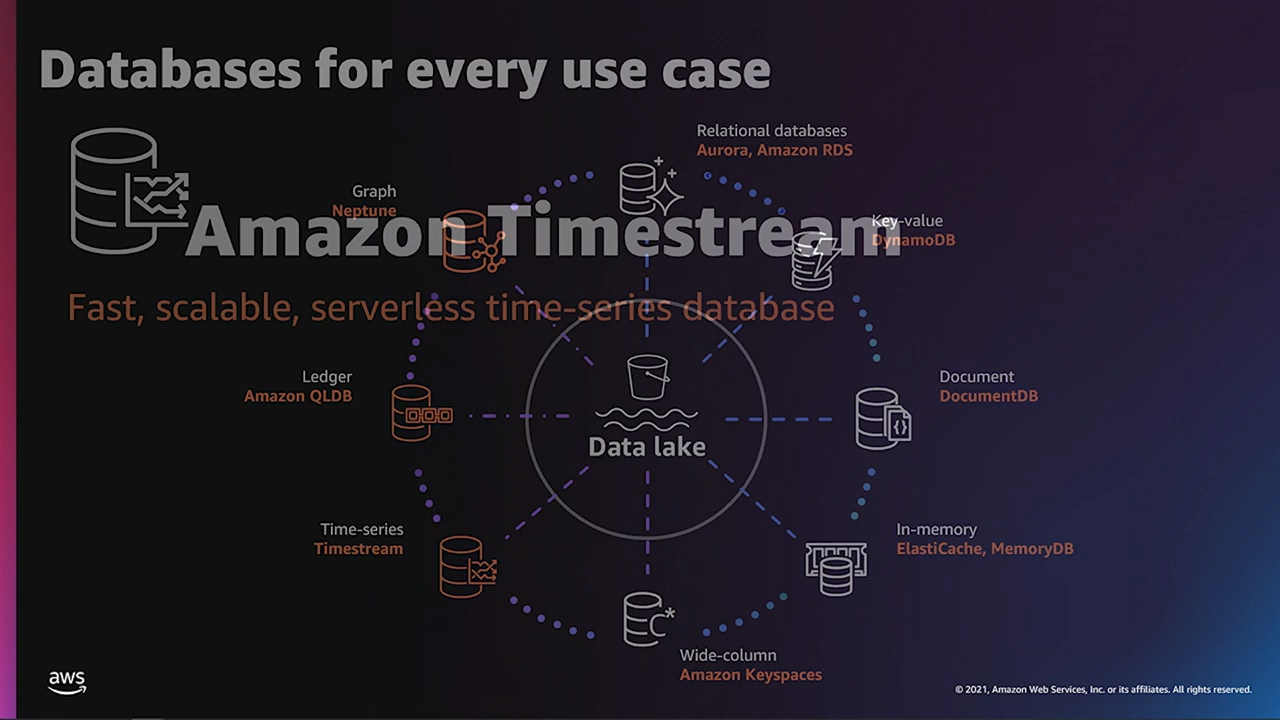 Databases for every use case
Relational databases
Aurora, Amazon RDS
Graph
Neptune
Amazon Timestream
Key-value
DynamoDB
Fast, scalable, serverless time-series database
Ledger
Amazon QLDB
Document
DocumentDB
Data lake
Time-series
Timestream
In-memory
ElastiCache, MemoryDB
C*
Wide-column
Amazon Keyspaces
aws
© 2021, Amazon Web Services, Inc. or its affiliates. All rights reserved.